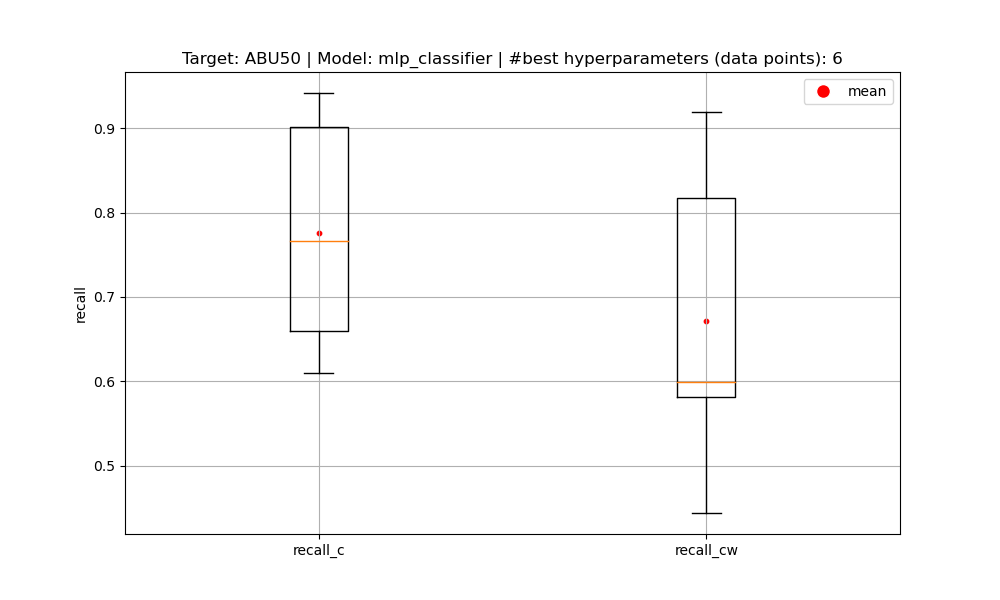 Target: ABU50 | Model: mlp_classifier | #best hyperparameters (data points): 6
mean
0.9
0.8
0.7
0.6
0.5
recall
recall_c
recall_cw